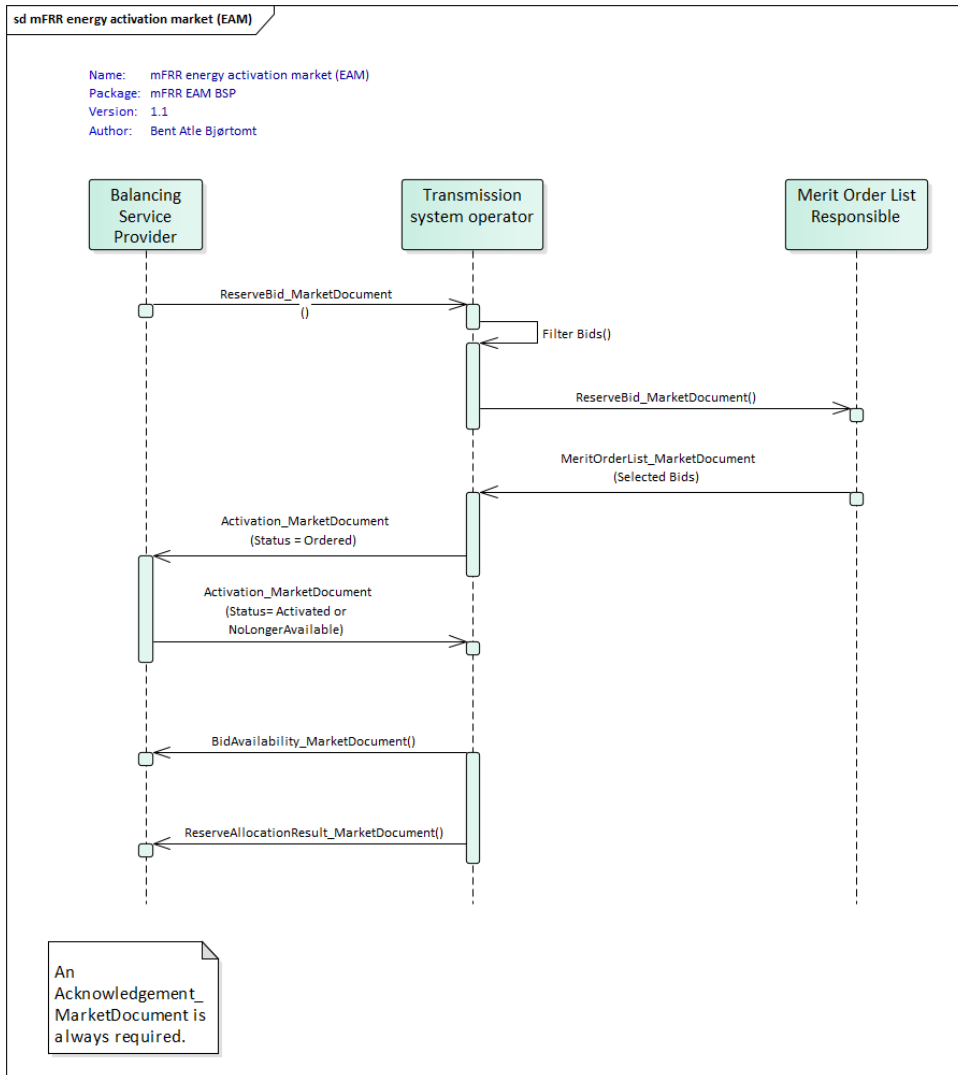 sd mFRR energy activation market (EAM)
Name: mFRR energy activation market (EAM)
Package: mFRR EAM BSP
Version: 1.1
Author: Bent Atle Bjørtomt
Balancing
Service
Provider
Transmission
system operator
Merit Order List
Responsible
ReserveBid_MarketDocument
()
Filter Bids()
ReserveBid_MarketDocument()
MeritOrderList_MarketDocument
(Selected Bids)
Activation_MarketDocument
(Status = Ordered)
Activation_MarketDocument
(Status= Activated or
NoLongerAvailable)
BidAvailability_MarketDocument()
ReserveAllocationResult_MarketDocument()
An
Acknowledgement_
MarketDocument is
always required.